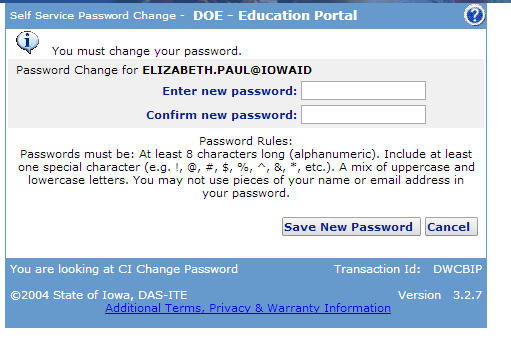 Self Service Password Change - DOE - Education Portal ?
i You must change your password.
Password Change for ELIZABETH.PAUL@IOWAID
Enter new password:
Confirm new password:
Password Rules:
Passwords must be: At least 8 characters long (alphanumeric). Include at least
one special character (e.g. !, @, #, $, %, ^, &, *, etc.). A mix of uppercase and
lowercase letters. You may not use pieces of your name or email address in
your password.
Save New Password Cancel
You are looking at CI Change Password Transaction Id: DWCBIP
©2004 State of Iowa, DAS-ITE Version 3.2.7
Additional Terms, Privacy & Warranty Information